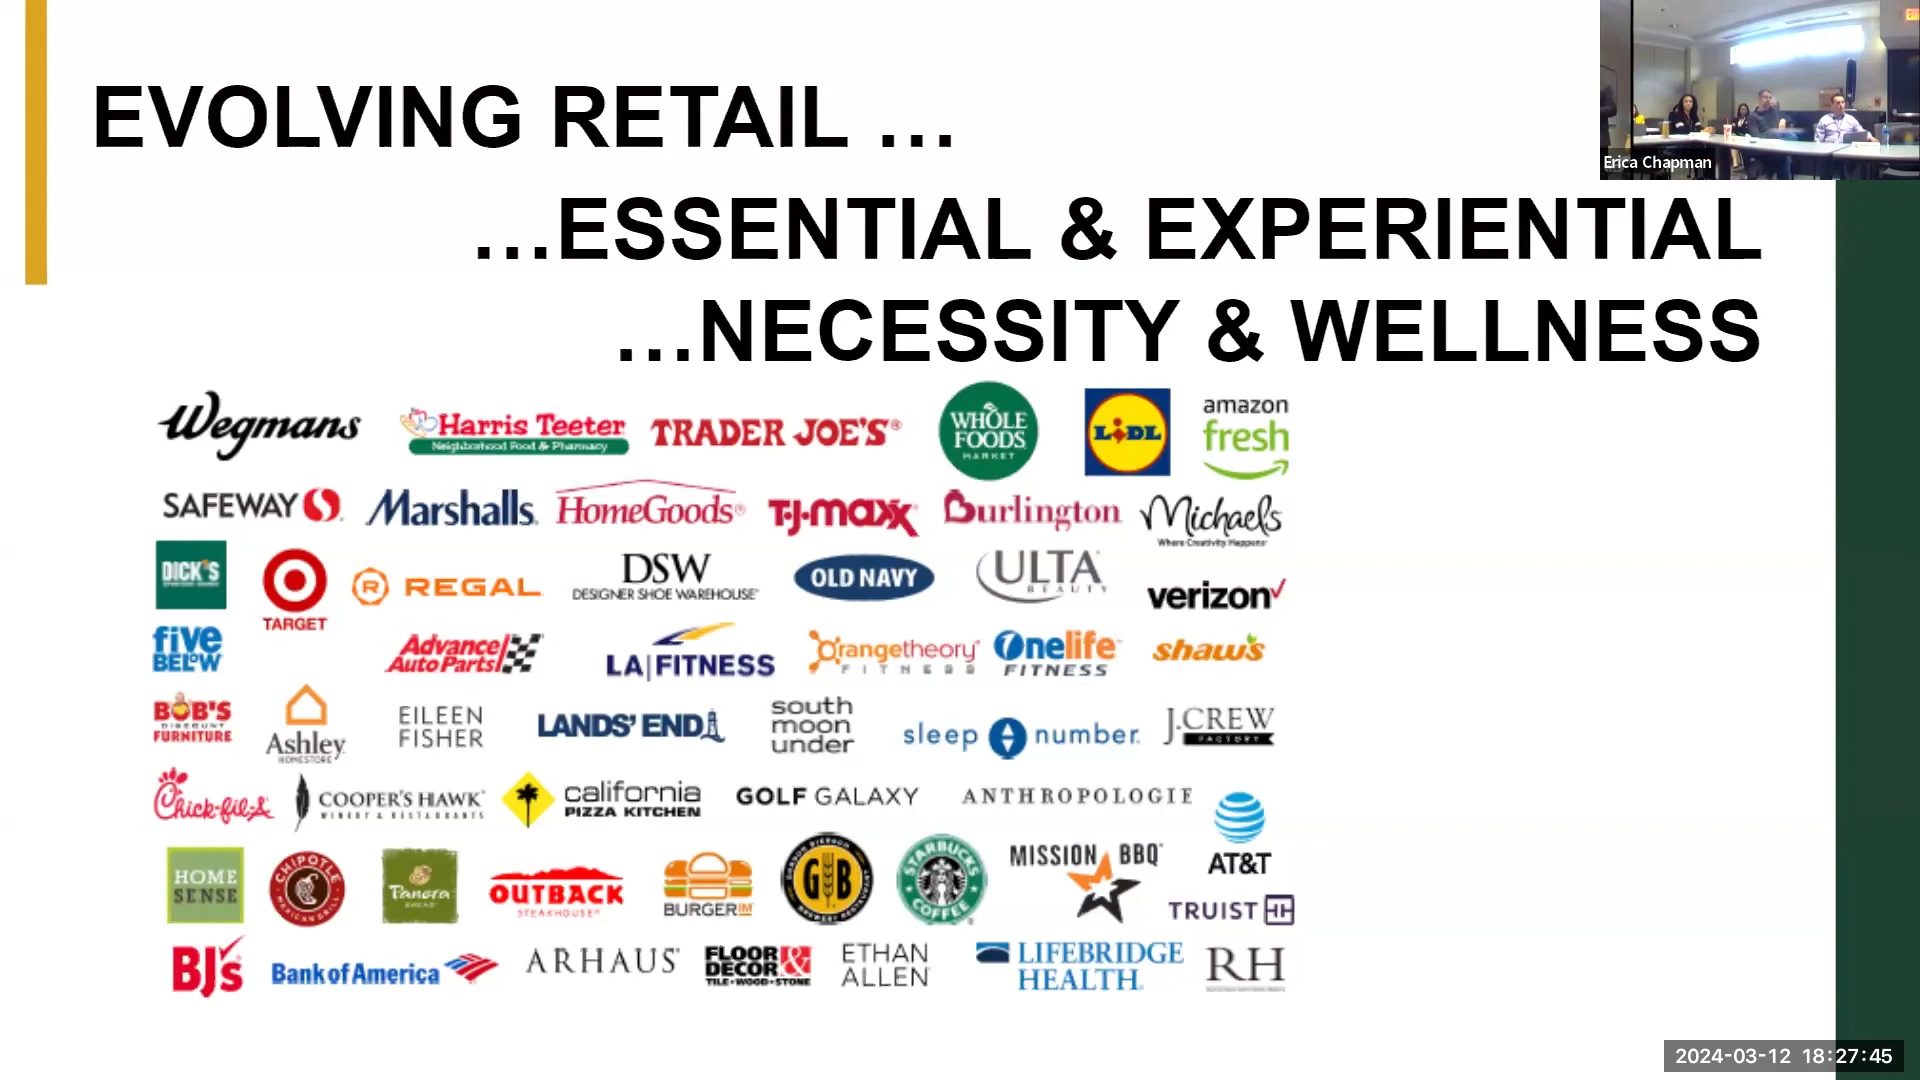 EVOLVING RETAIL …
…ESSENTIAL & EXPERIENTIAL
…NECESSITY & WELLNESS
Erica Chapman
Wegmans
Harris Teeter
Neighborhood Food & Pharmacy
TRADER JOE'S®
WHOLE
FOODS
MARKET
LIDL
amazon
fresh
SAFEWAY
Marshalls.
HomeGoods®
T·J·maxx
Burlington
Michaels
Where Creativity Happens
DICK'S
TARGET
R REGAL
DSW
DESIGNER SHOE WAREHOUSE
OLD NAVY
ULTA
BEAUTY
verizon
five
BELOW
Advance
Auto Parts
LA|FITNESS
Orangetheory
FITNESS
Onelife
FITNESS
shaw's
BOB'S
DISCOUNT
FURNITURE
Ashley
HOMESTORE
EILEEN
FISHER
LANDS' END
south
moon
under
sleep number.
J.CREW
FACTORY
Chick-fil-A
COOPER'S HAWK
WINERY & RESTAURANTS
california
PIZZA KITCHEN
GOLF GALAXY
ANTHROPOLOGIE
AT&T
HOME
SENSE
CHIPOTLE
MEXICAN GRILL
Panera
BREAD
OUTBACK
STEAKHOUSE
BURGERIM
GORDON BIERSCH
GB
BREWERY RESTAURANT
STARBUCKS
COFFEE
MISSION BBQ
TRUIST
BJ's
Bank of America
ARHAUS
FLOOR &
DECOR
TILE•WOOD•STONE
ETHAN
ALLEN
LIFEBRIDGE
HEALTH
RH
2024-03-12 18:27:45